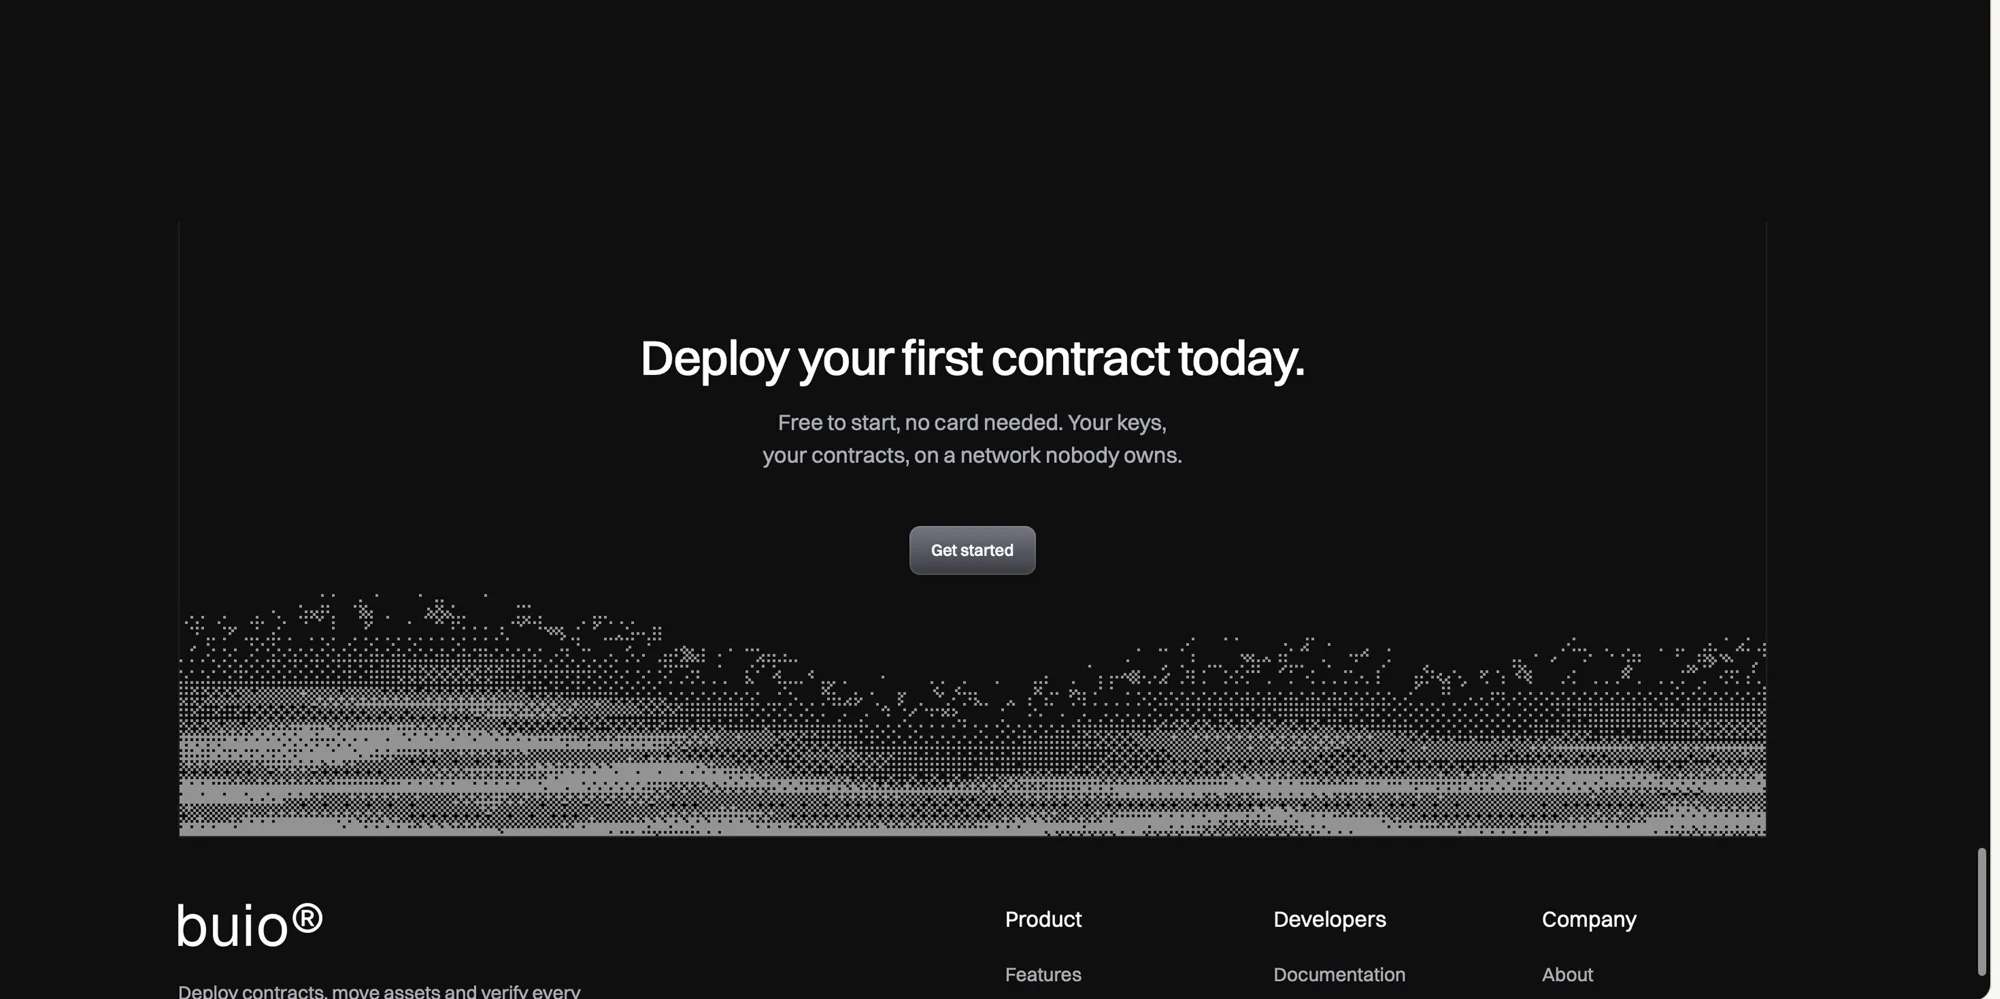 Deploy your first contract today.
Free to start, no card needed. Your keys,
your contracts, on a network nobody owns.
Get started
buio®
Deploy contracts, move assets and verify every
Product
Features
Developers
Documentation
Company
About